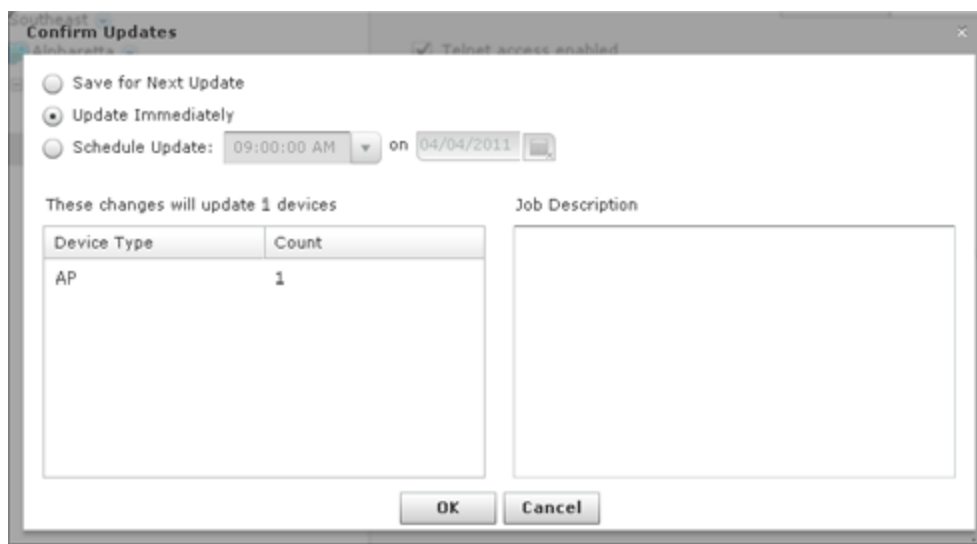 Southeast
Confirm Updates
Alpharetta
Telnet access enabled
Save for Next Update
Update Immediately
Schedule Update: 09:00:00 AM on 04/04/2011
These changes will update 1 devices
Job Description
Device Type Count
AP 1
OK Cancel